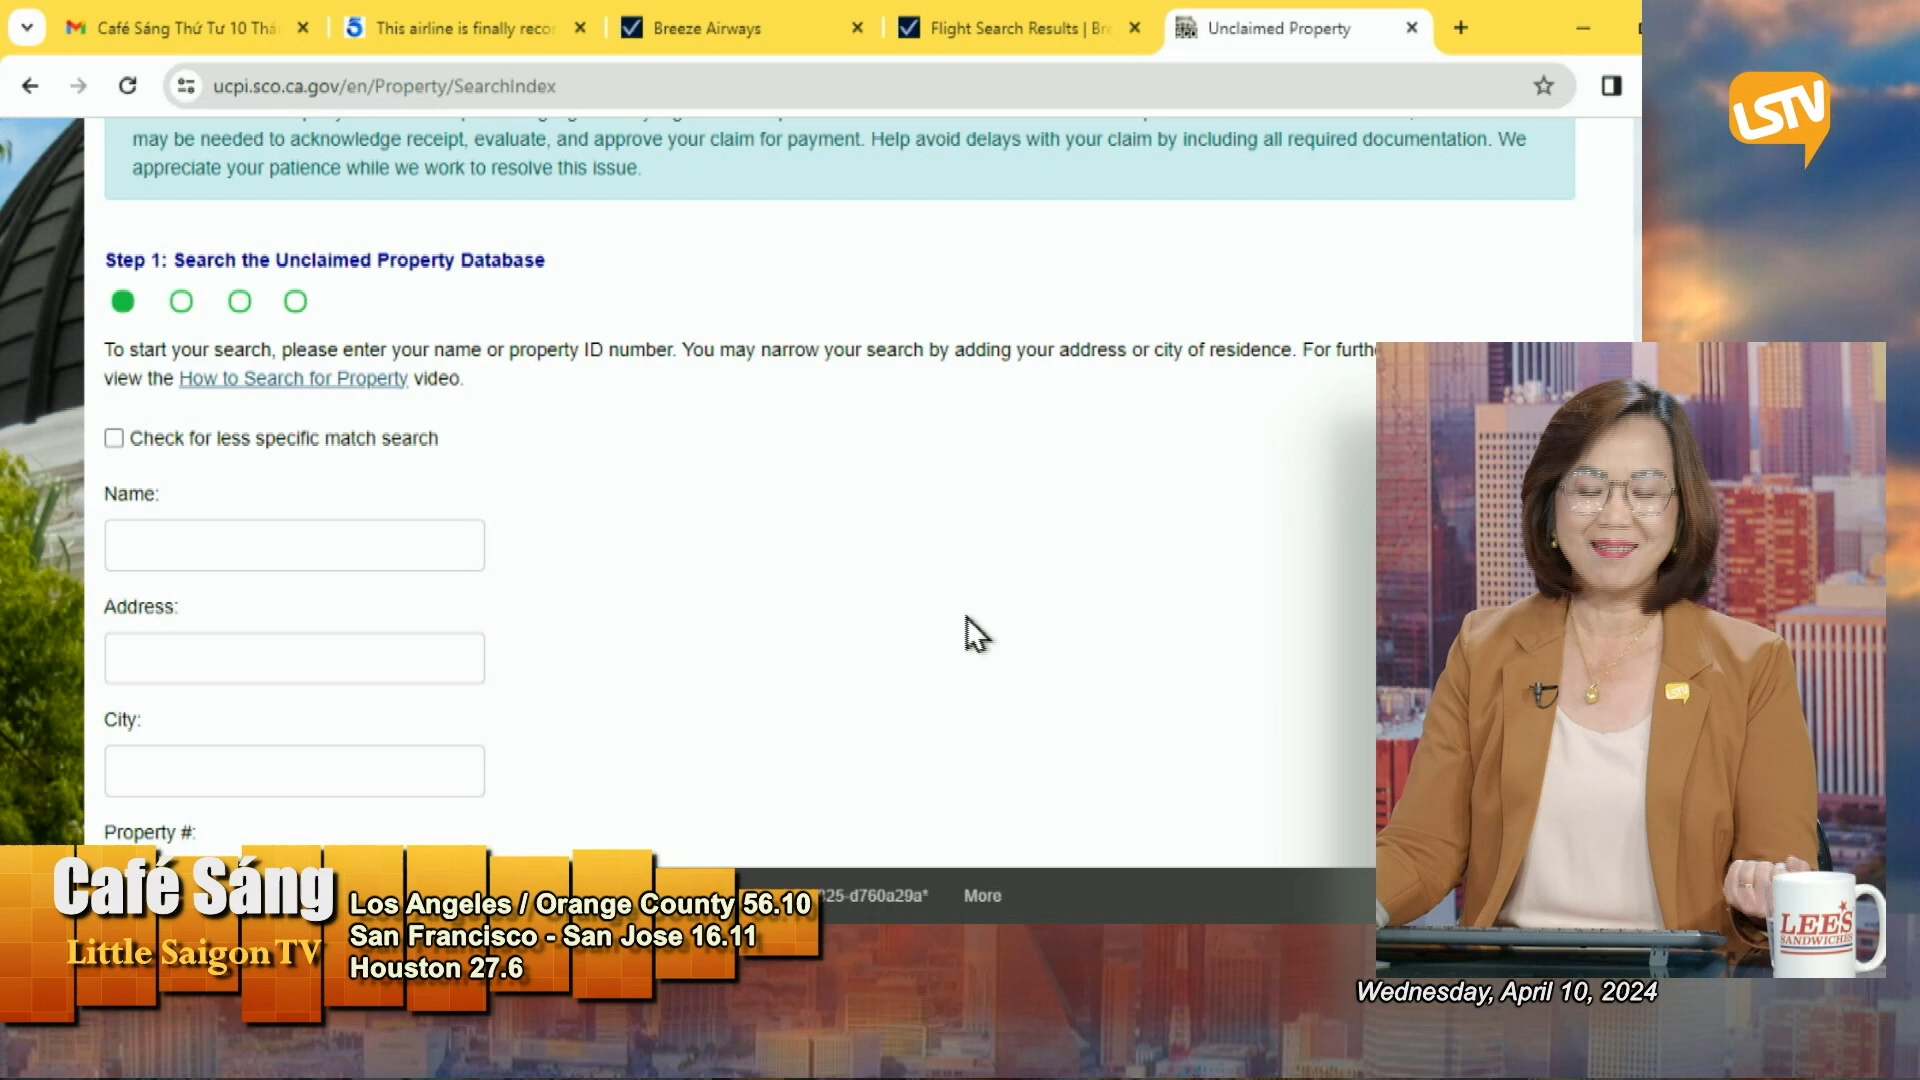 Café Sáng Thứ Tư 10 Thá
This airline is finally recor
Breeze Airways
Flight Search Results | Bre
Unclaimed Property
ucpi.sco.ca.gov/en/Property/SearchIndex
LSTV
may be needed to acknowledge receipt, evaluate, and approve your claim for payment. Help avoid delays with your claim by including all required documentation. We
appreciate your patience while we work to resolve this issue.
Step 1: Search the Unclaimed Property Database
To start your search, please enter your name or property ID number. You may narrow your search by adding your address or city of residence. For furthe
view the How to Search for Property video.
Check for less specific match search
Name:
Address:
City:
Property #:
025-d760a29a*
More
Café Sáng
Little Saigon TV
Los Angeles / Orange County 56.10
San Francisco - San Jose 16.11
Houston 27.6
LSTV
LEE'S
SANDWICHES
Wednesday, April 10, 2024